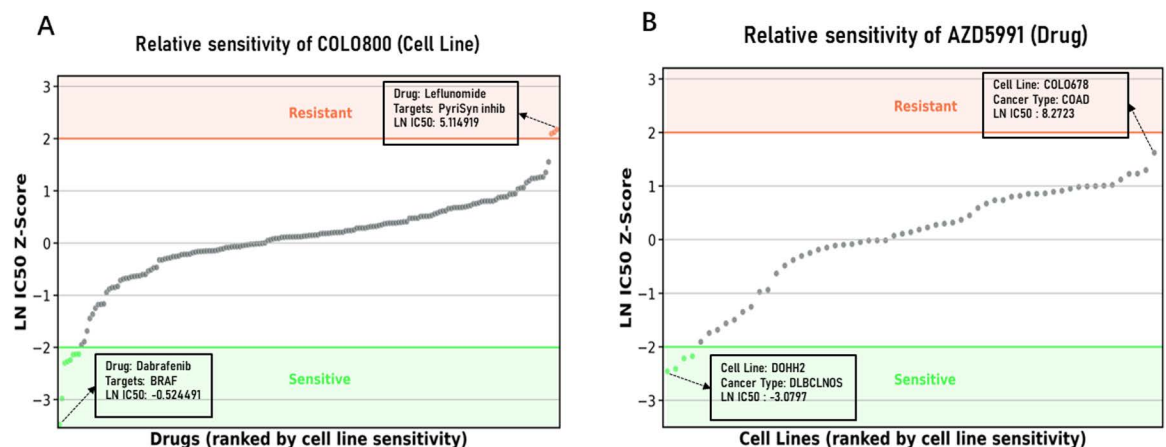 A
Relative sensitivity of COLO800 (Cell Line)
LN IC50 Z-Score
3
2
1
0
−1
−2
−3
Resistant
Drug: Leflunomide
Targets: PyriSyn inhib
LN IC50: 5.114919
Drug: Dabrafenib
Targets: BRAF
LN IC50: -0.524491
Sensitive
Drugs (ranked by cell line sensitivity)
B
Relative sensitivity of AZD5991 (Drug)
LN IC50 Z-Score
3
2
1
0
−1
−2
−3
Resistant
Cell Line: COLO678
Cancer Type: COAD
LN IC50 : 8.2723
Cell Line: DOHH2
Cancer Type: DLBCLNOS
LN IC50 : -3.0797
Sensitive
Cell Lines (ranked by cell line sensitivity)